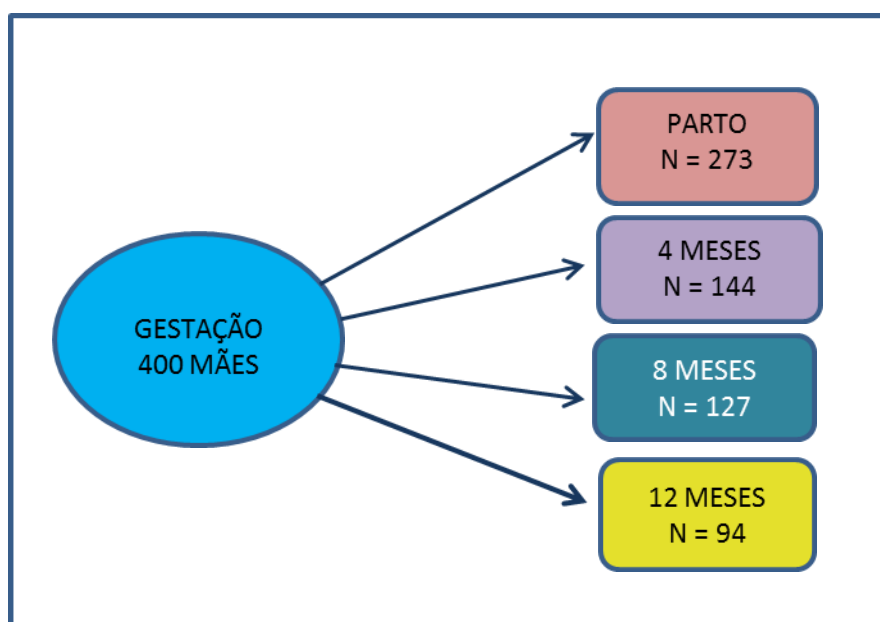 GESTAÇÃO
400 MÃES
PARTO
N = 273
4 MESES
N = 144
8 MESES
N = 127
12 MESES
N = 94